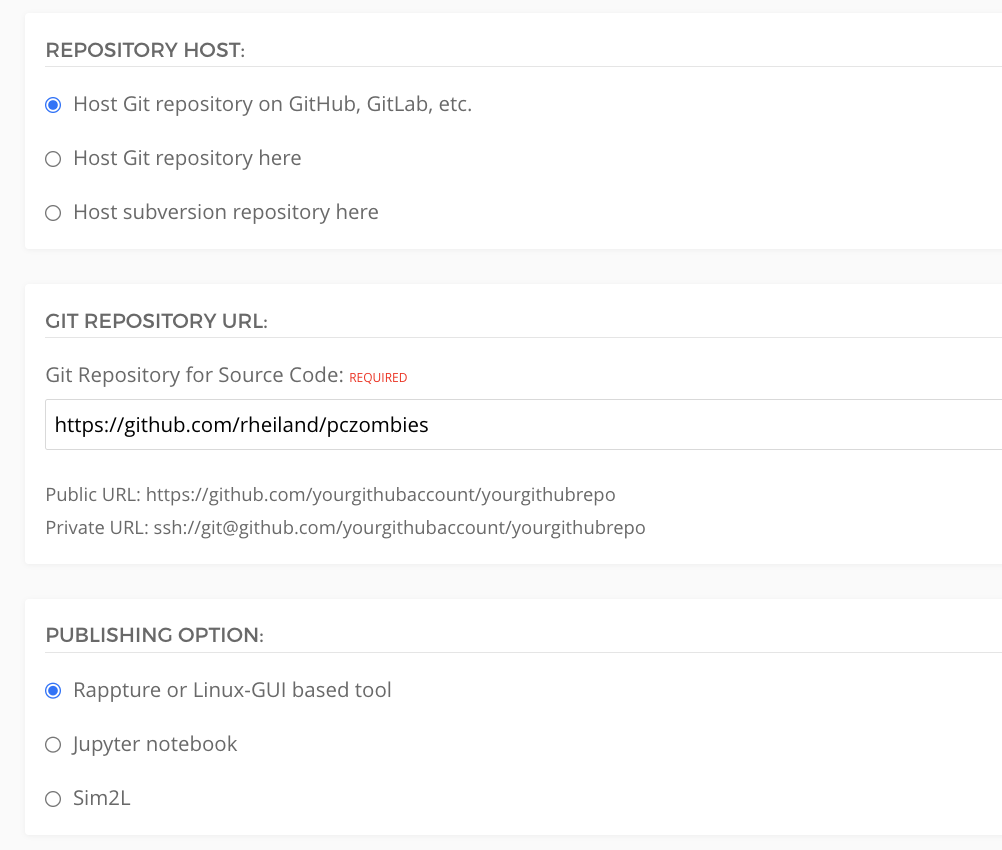 REPOSITORY HOST:
Host Git repository on GitHub, GitLab, etc.
Host Git repository here
Host subversion repository here
GIT REPOSITORY URL:
Git Repository for Source Code: REQUIRED
https://github.com/rheiland/pczombies
Public URL: https://github.com/yourgithubaccount/yourgithubrepo
Private URL: ssh://git@github.com/yourgithubaccount/yourgithubrepo
PUBLISHING OPTION:
Rappture or Linux-GUI based tool
Jupyter notebook
Sim2L